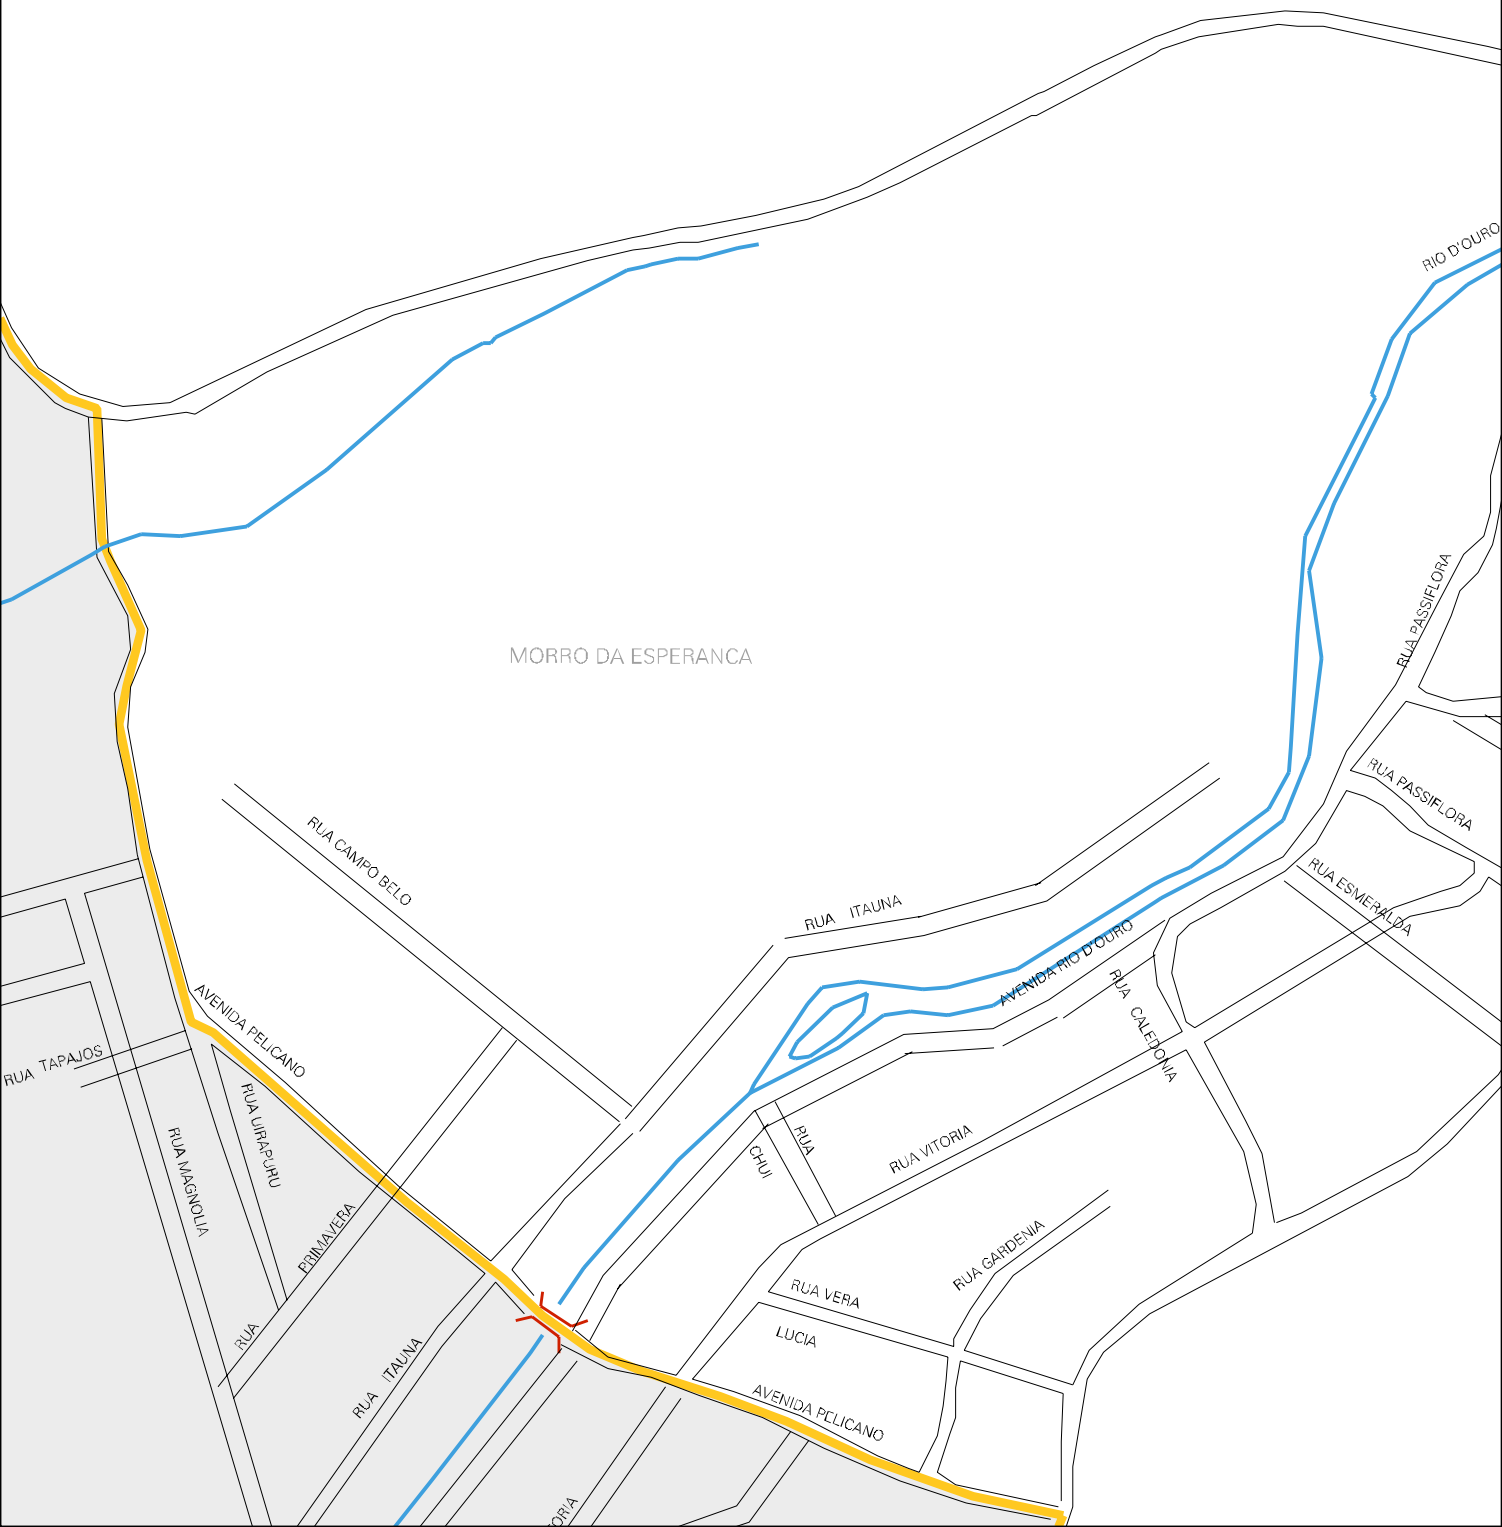 RIO D'OURO
RUA PASSIFLORA
MORRO DA ESPERANCA
RUA PASSIFLORA
RUA CAMPO BELO
RUA ESMERALDA
RUA ITAUNA
AVENIDA RIO D'OURO
RUA CALEDONIA
AVENIDA PELICANO
RUA TAPAJOS
RUA UIRAPURU
RUA MAGNOLIA
RUA CHUI
RUA VITORIA
RUA PRIMAVERA
RUA GARDENIA
RUA VERA
LUCIA
RUA ITAUNA
AVENIDA PELICANO
ORIA